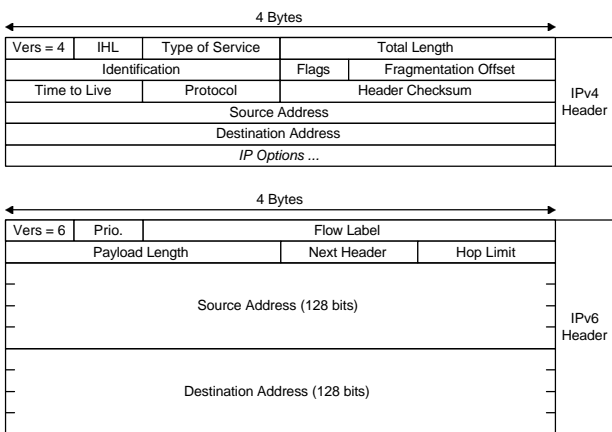 4 Bytes
Vers = 4 IHL Type of Service Total Length
Identification Flags Fragmentation Offset
Time to Live Protocol Header Checksum
Source Address
Destination Address
IP Options ...
IPv4
Header
4 Bytes
Vers = 6 Prio. Flow Label
Payload Length Next Header Hop Limit
Source Address (128 bits)
Destination Address (128 bits)
IPv6
Header